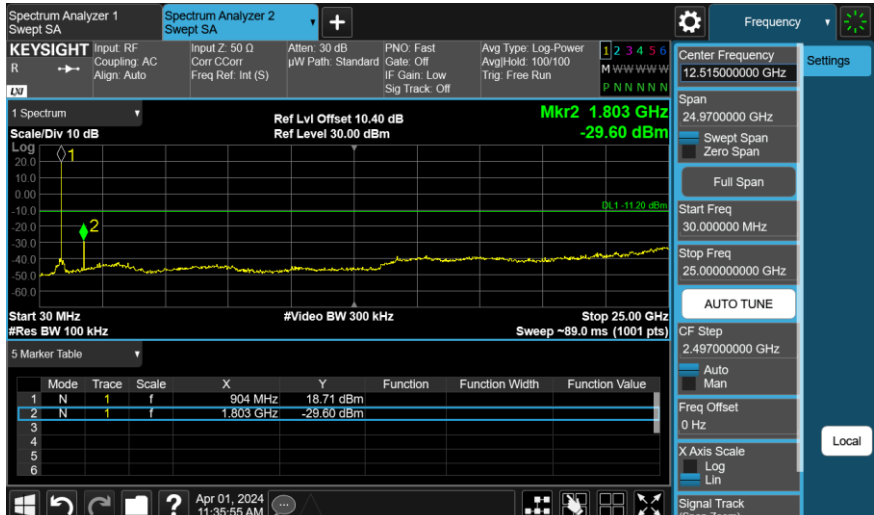 Spectrum Analyzer 1
Swept SA
Spectrum Analyzer 2
Swept SA
Frequency
KEYSIGHT
R
LXI
Input: RF
Coupling: AC
Align: Auto
Input Z: 50 Ω
Corr CCorr
Freq Ref: Int (S)
Atten: 30 dB
µW Path: Standard
PNO: Fast
Gate: Off
IF Gain: Low
Sig Track: Off
Avg Type: Log-Power
Avg|Hold: 100/100
Trig: Free Run
1 2 3 4 5 6
M W W W W W
P N N N N N
1 Spectrum
Scale/Div 10 dB
Ref Lvl Offset 10.40 dB
Ref Level 30.00 dBm
Mkr2 1.803 GHz
-29.60 dBm
Log
20.0
10.0
0.00
-10.0
-20.0
-30.0
-40.0
-50.0
-60.0
1
2
DL1 -11.20 dBm
Start 30 MHz
#Res BW 100 kHz
#Video BW 300 kHz
Stop 25.00 GHz
Sweep ~89.0 ms (1001 pts)
5 Marker Table
Mode Trace Scale X Y Function Function Width Function Value
1 N 1 f 904 MHz 18.71 dBm
2 N 1 f 1.803 GHz -29.60 dBm
3
4
5
6
Apr 01, 2024
11:35:55 AM
Center Frequency
12.515000000 GHz
Span
24.9700000 GHz
Swept Span
Zero Span
Full Span
Start Freq
30.000000 MHz
Stop Freq
25.000000000 GHz
AUTO TUNE
CF Step
2.497000000 GHz
Auto
Man
Freq Offset
0 Hz
X Axis Scale
Log
Lin
Signal Track
(Span Zoom)
Settings
Local